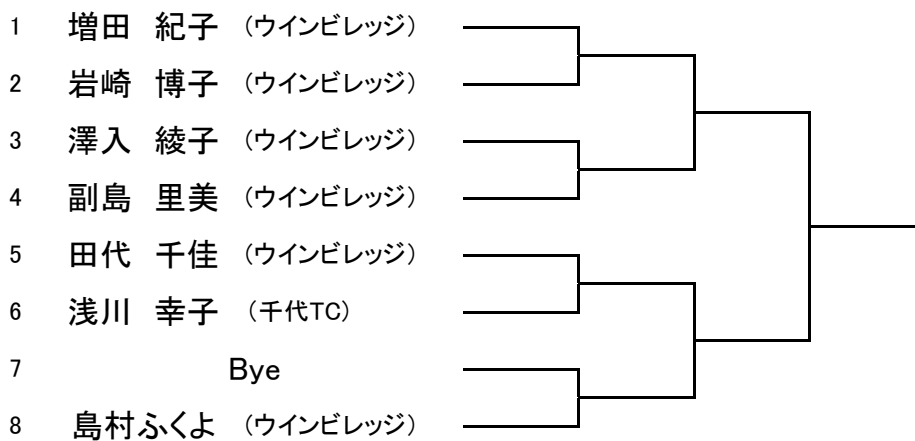 1 増田 紀子 (ウインビレッジ)
2 岩崎 博子 (ウインビレッジ)
3 澤入 綾子 (ウインビレッジ)
4 副島 里美 (ウインビレッジ)
5 田代 千佳 (ウインビレッジ)
6 浅川 幸子 (千代TC)
7 Bye
8 島村ふくよ (ウインビレッジ)